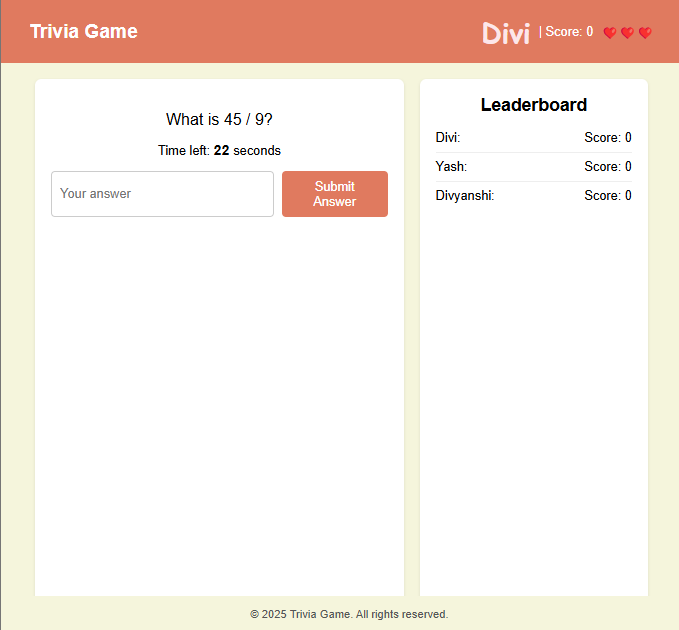 Trivia Game
Divi | Score: 0
What is 45 / 9?
Time left: 22 seconds
Your answer
Submit
Answer
Leaderboard
Divi: Score: 0
Yash: Score: 0
Divyanshi: Score: 0
© 2025 Trivia Game. All rights reserved.